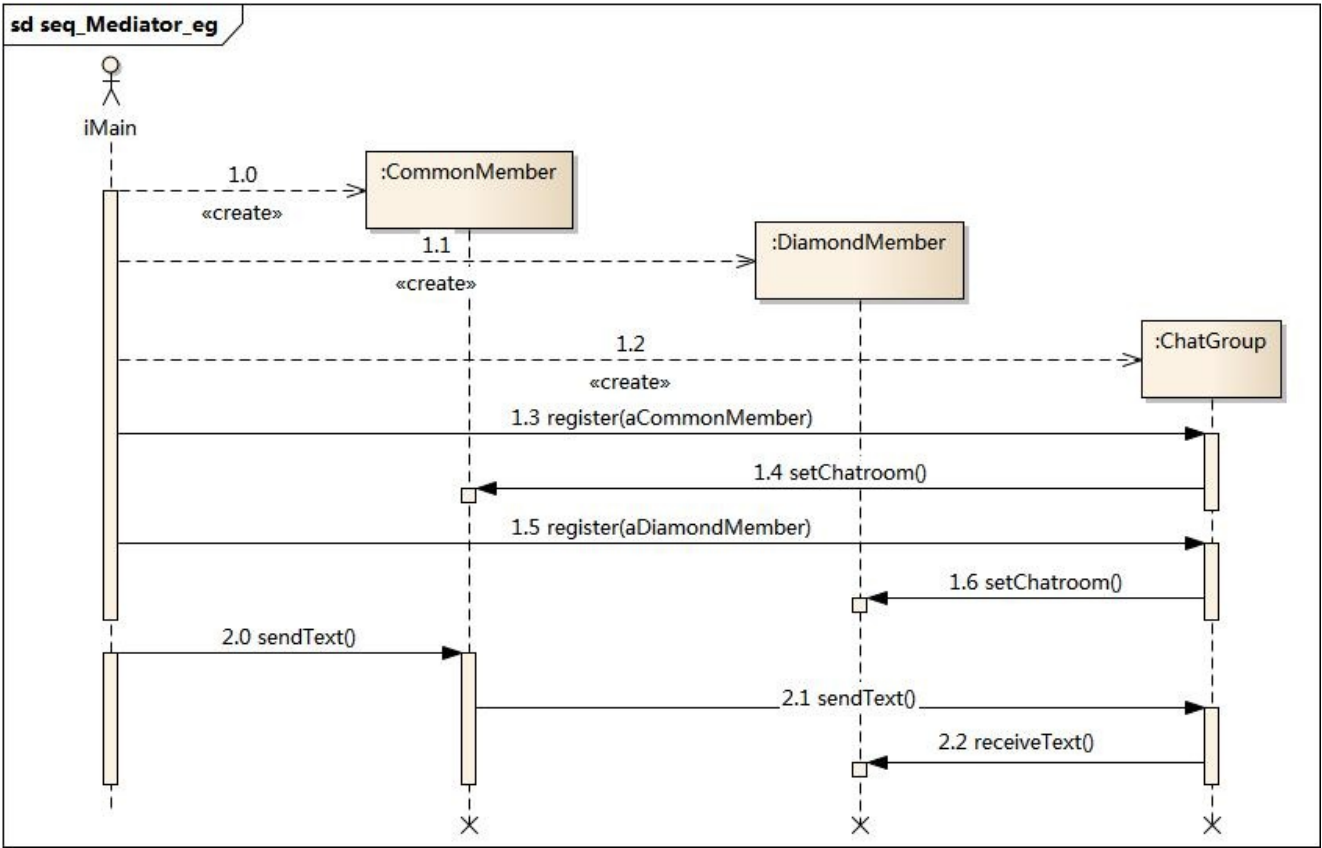 sd seq_Mediator_eg
iMain
:CommonMember
1.0
«create»
:DiamondMember
1.1
«create»
:ChatGroup
1.2
«create»
1.3 register(aCommonMember)
1.4 setChatroom()
1.5 register(aDiamondMember)
1.6 setChatroom()
2.0 sendText()
2.1 sendText()
2.2 receiveText()